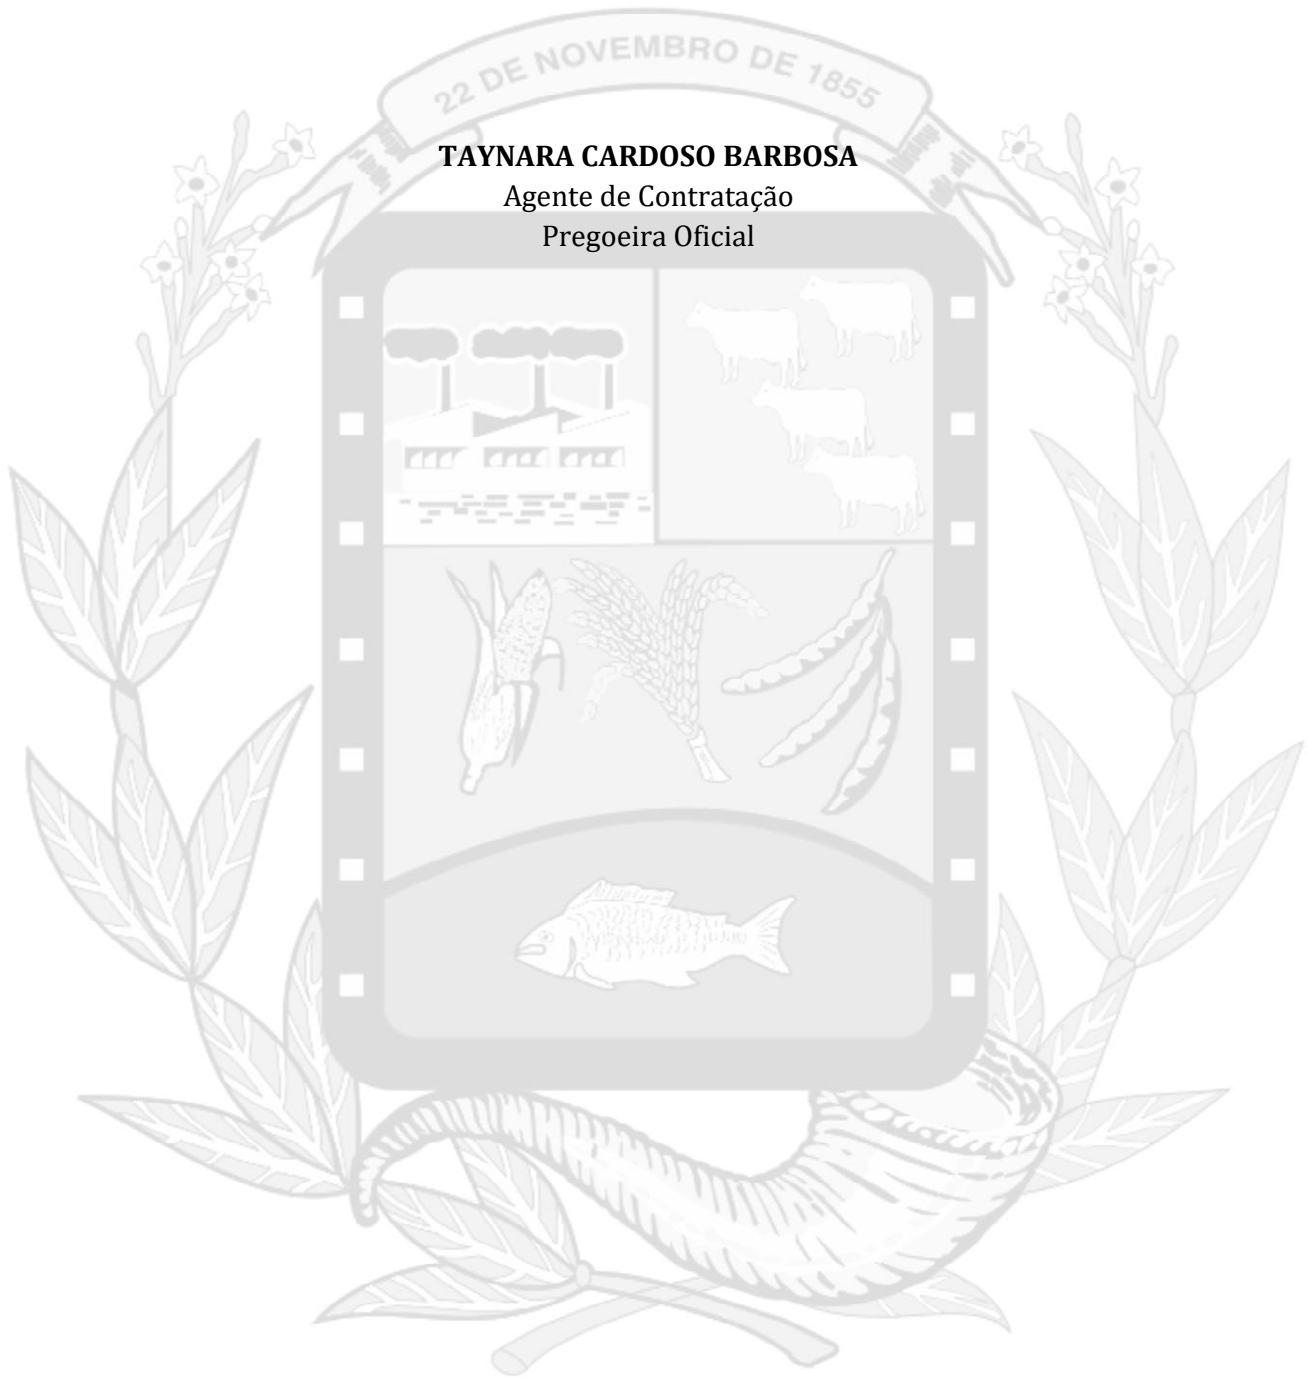 22 DE NOVEMBRO DE 1855
TAYNARA CARDOSO BARBOSA
Agente de Contratação
Pregoeira Oficial